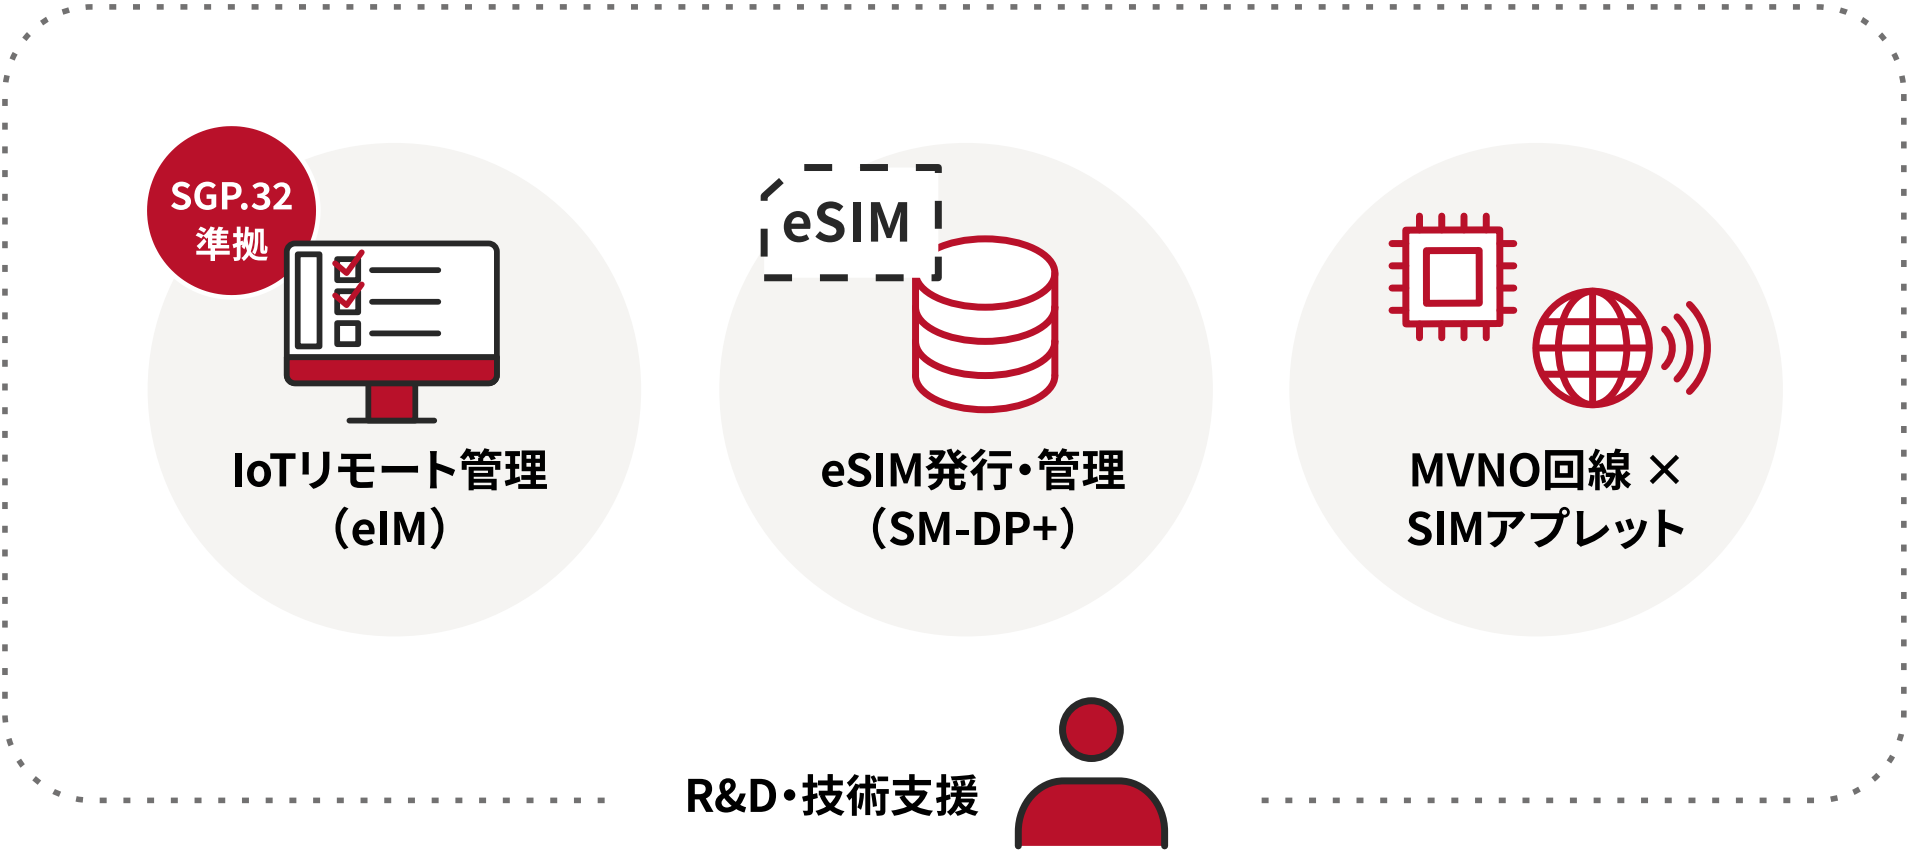 SGP.32
準拠
IoTリモート管理
（eIM）
eSIM
eSIM発行・管理
（SM-DP+）
MVNO回線 ×
SIMアプレット
R&D・技術支援